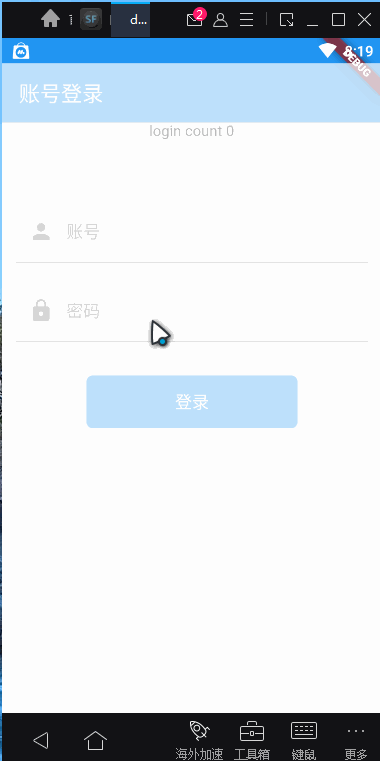 SF
d...
2
8:19
DEBUG
账号登录
login count 0
账号
密码
登录
海外加速 工具箱 键鼠 更多